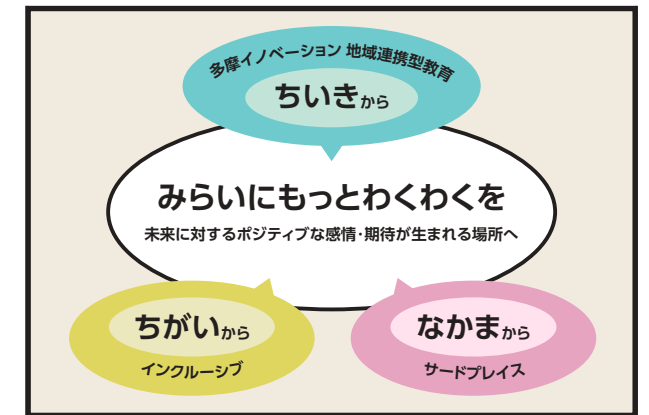 多摩イノベーション 地域連携型教育
ちいきから
みらいにもっとわくわくを
未来に対するポジティブな感情・期待が生まれる場所へ
ちがいから
インクルーシブ
なかまから
サードプレイス